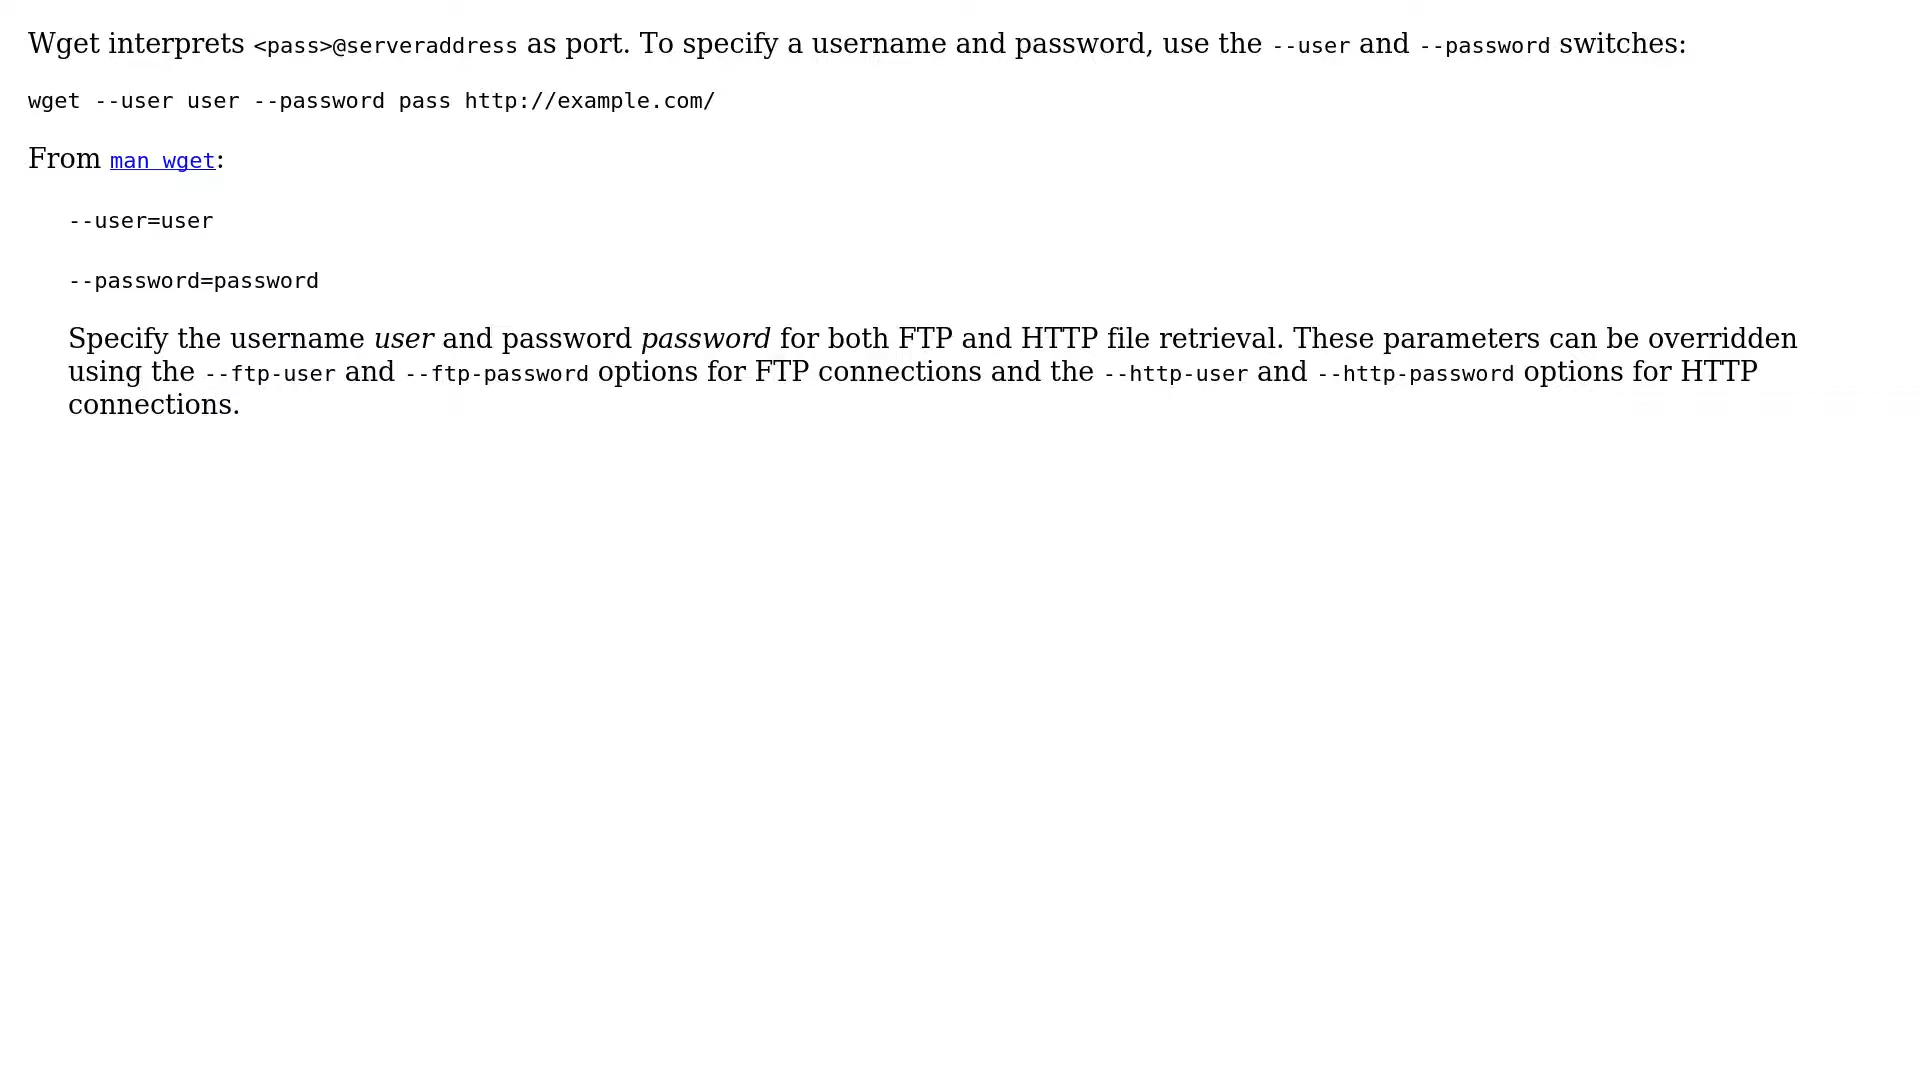 Wget interprets <pass>@serveraddress as port. To specify a username and password, use the --user and --password switches:
wget --user user --password pass http://example.com/
From man wget:
--user=user
--password=password
Specify the username user and password password for both FTP and HTTP file retrieval. These parameters can be overridden
using the --ftp-user and --ftp-password options for FTP connections and the --http-user and --http-password options for HTTP
connections.